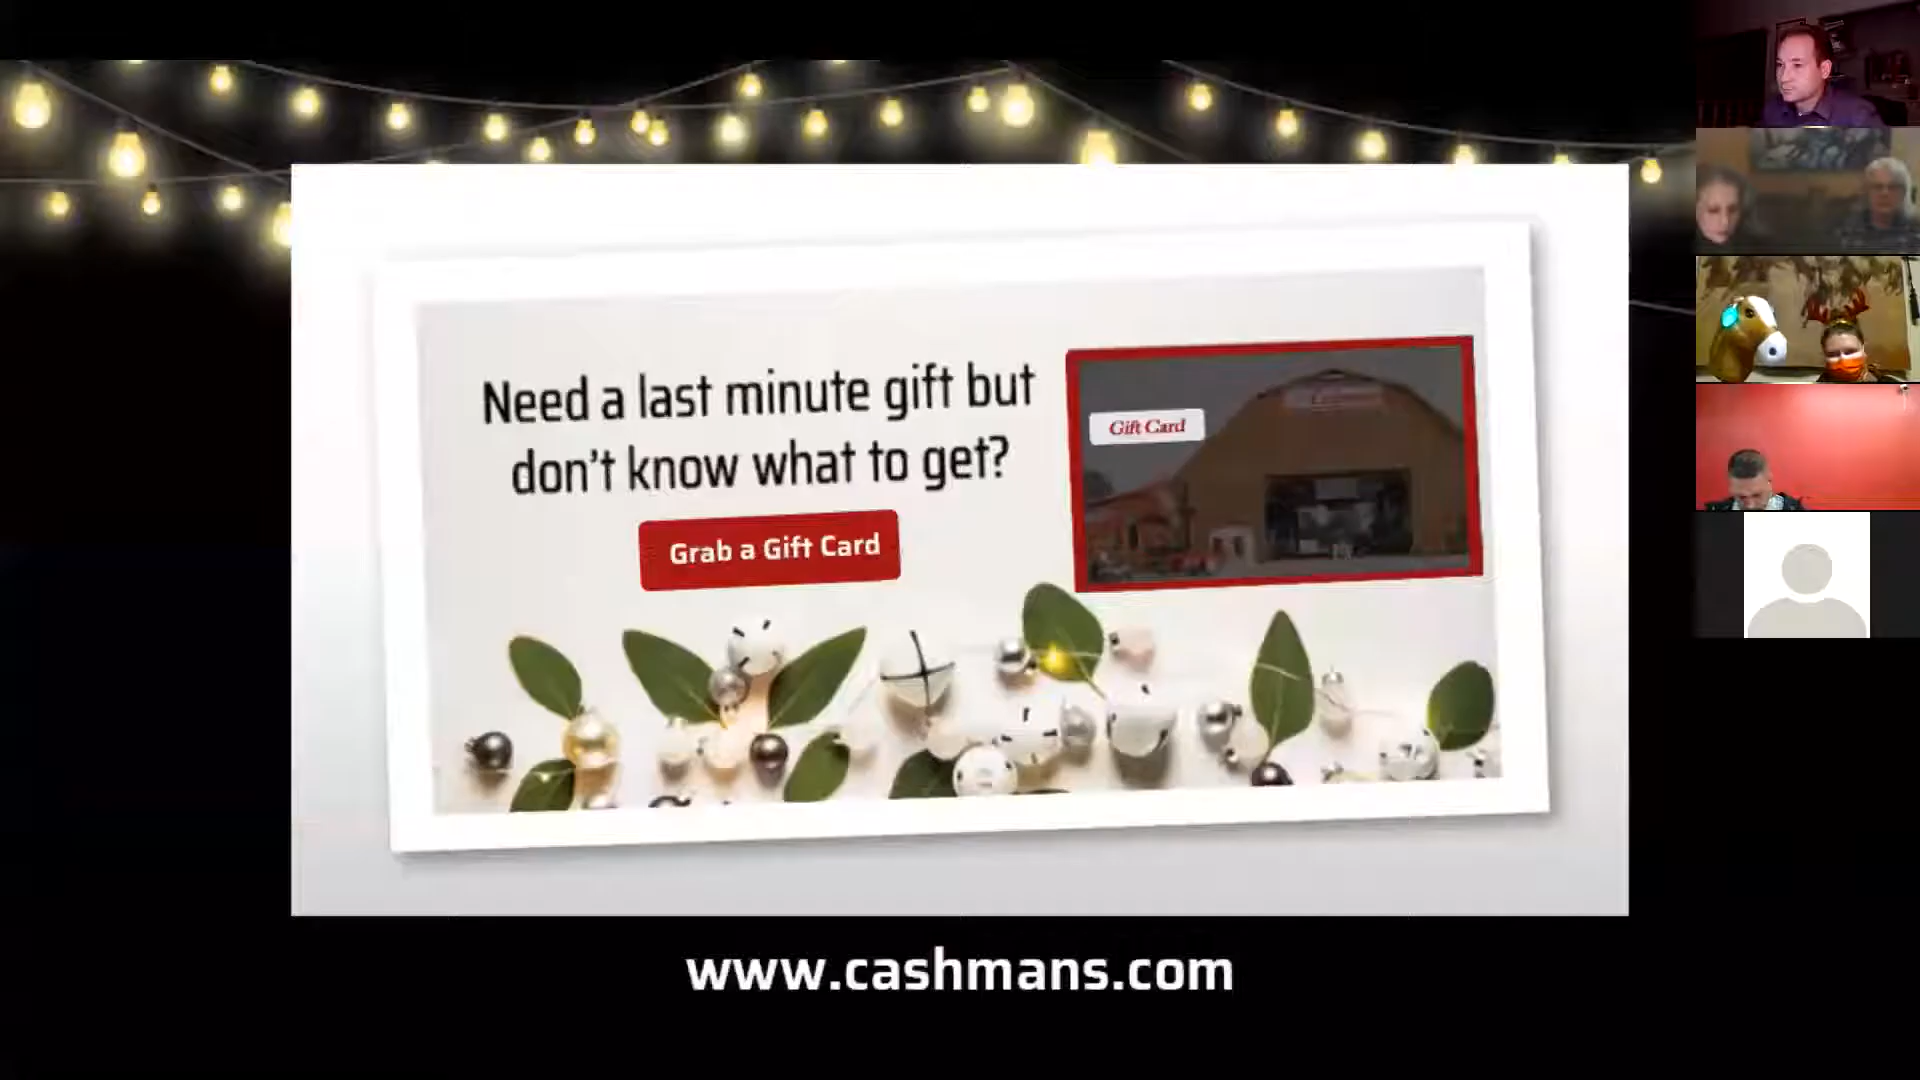 Need a last minute gift but
don't know what to get?
Grab a Gift Card
Gift Card
www.cashmans.com